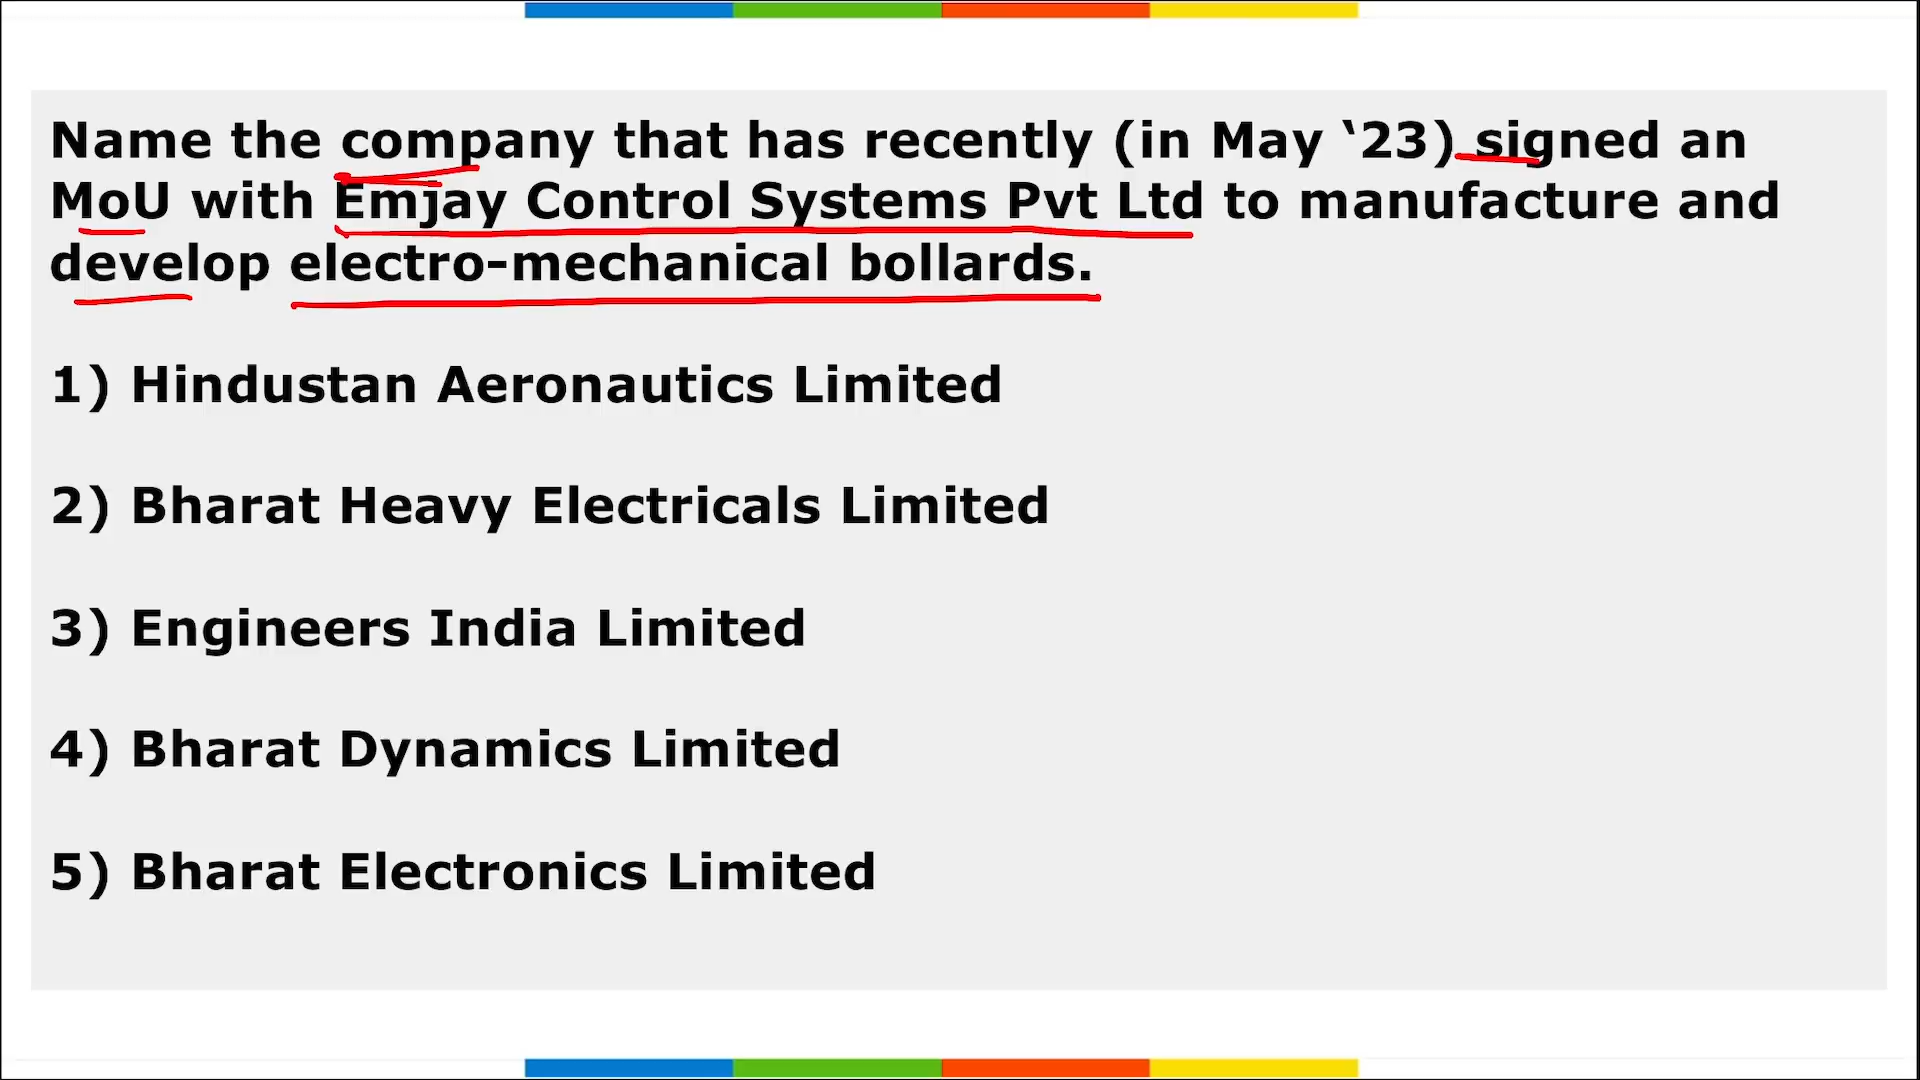 Name the company that has recently (in May ‘23) signed an
MoU with Emjay Control Systems Pvt Ltd to manufacture and
develop electro-mechanical bollards.
1) Hindustan Aeronautics Limited
2) Bharat Heavy Electricals Limited
3) Engineers India Limited
4) Bharat Dynamics Limited
5) Bharat Electronics Limited